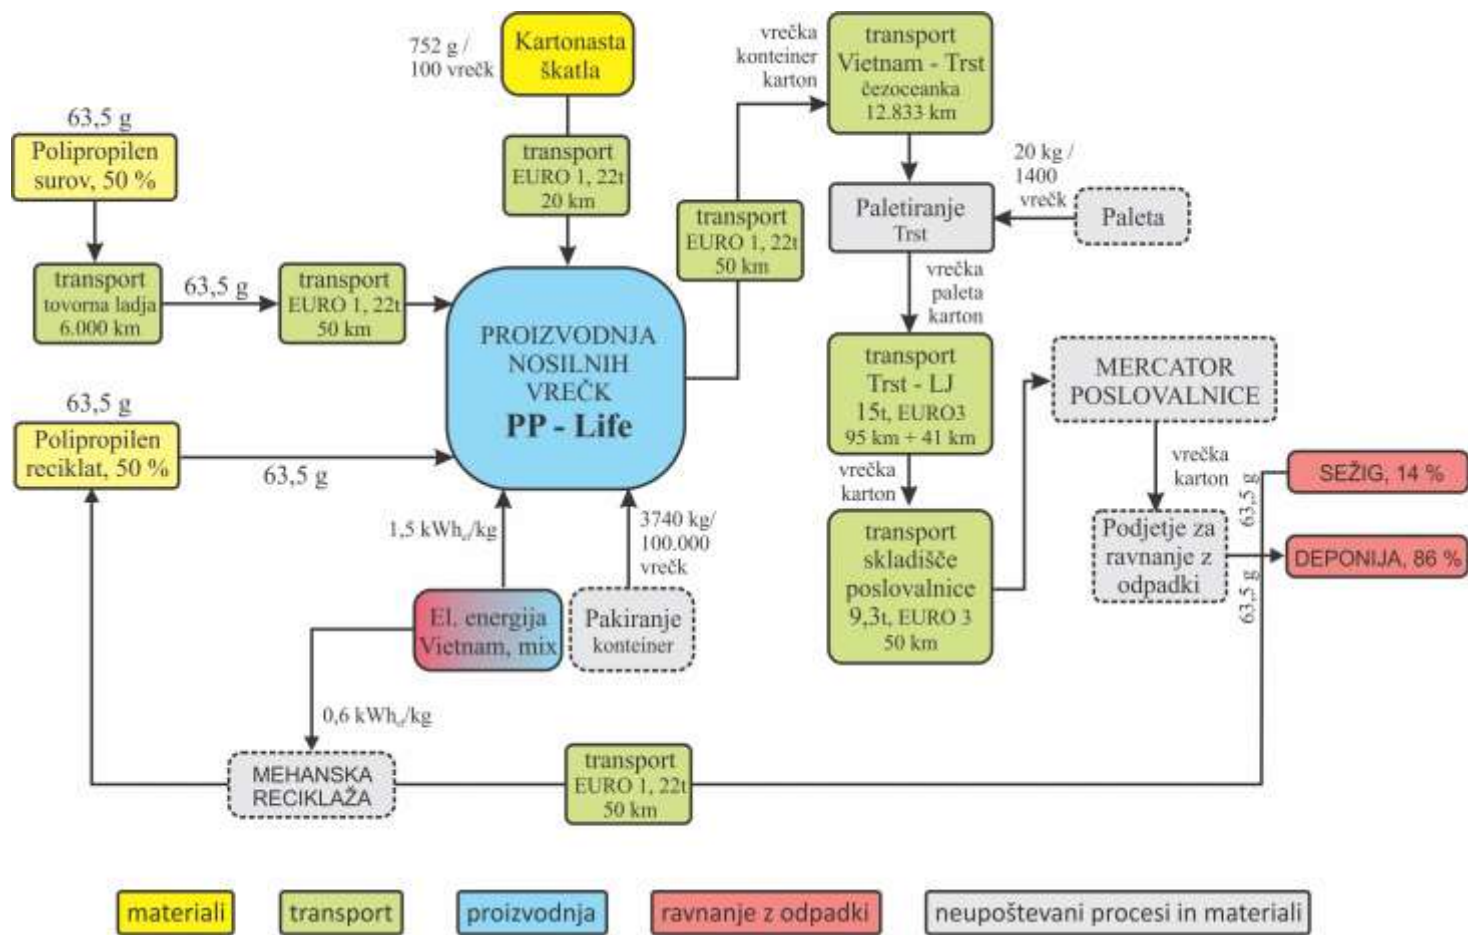 752 g /
100 vrečk
Kartonasta
škatla
transport
EURO 1, 22t
20 km
63,5 g
Polipropilen
surov, 50 %
transport
tovorna ladja
6.000 km
63,5 g
transport
EURO 1, 22t
50 km
63,5 g
Polipropilen
reciklat, 50 %
63,5 g
PROIZVODNJA
NOSILNIH
VREČK
PP - Life
1,5 kWhel/kg
3740 kg/
100.000
vrečk
El. energija
Vietnam, mix
Pakiranje
konteiner
0,6 kWhel/kg
MEHANSKA
RECIKLAŽA
transport
EURO 1, 22t
50 km
transport
EURO 1, 22t
50 km
vrečka
konteiner
karton
transport
Vietnam - Trst
čezoceanka
12.833 km
Paletiranje
Trst
20 kg /
1400
vrečk
Paleta
vrečka
paleta
karton
transport
Trst - LJ
15t, EURO3
95 km + 41 km
vrečka
karton
transport
skladišče
poslovalnice
9,3t, EURO 3
50 km
MERCATOR
POSLOVALNICE
vrečka
karton
Podjetje za
ravnanje z
odpadki
63,5 g
63,5 g
SEŽIG, 14 %
DEPONIJA, 86 %
materiali
transport
proizvodnja
ravnanje z odpadki
neupoštevani procesi in materiali